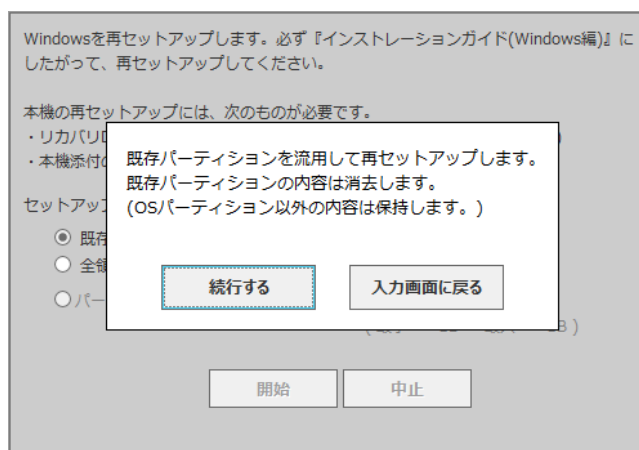 Windowsを再セットアップします。必ず『インストレーションガイド(Windows編)』に
したがって、再セットアップしてください。
本機の再セットアップには、次のものが必要です。
・リカバリ
・本機添付
既存パーティションを流用して再セットアップします。
既存パーティションの内容は消去します。
(OSパーティション以外の内容は保持します。)
セットアッ
既存
全領
パー
続行する
入力画面に戻る
開始
中止